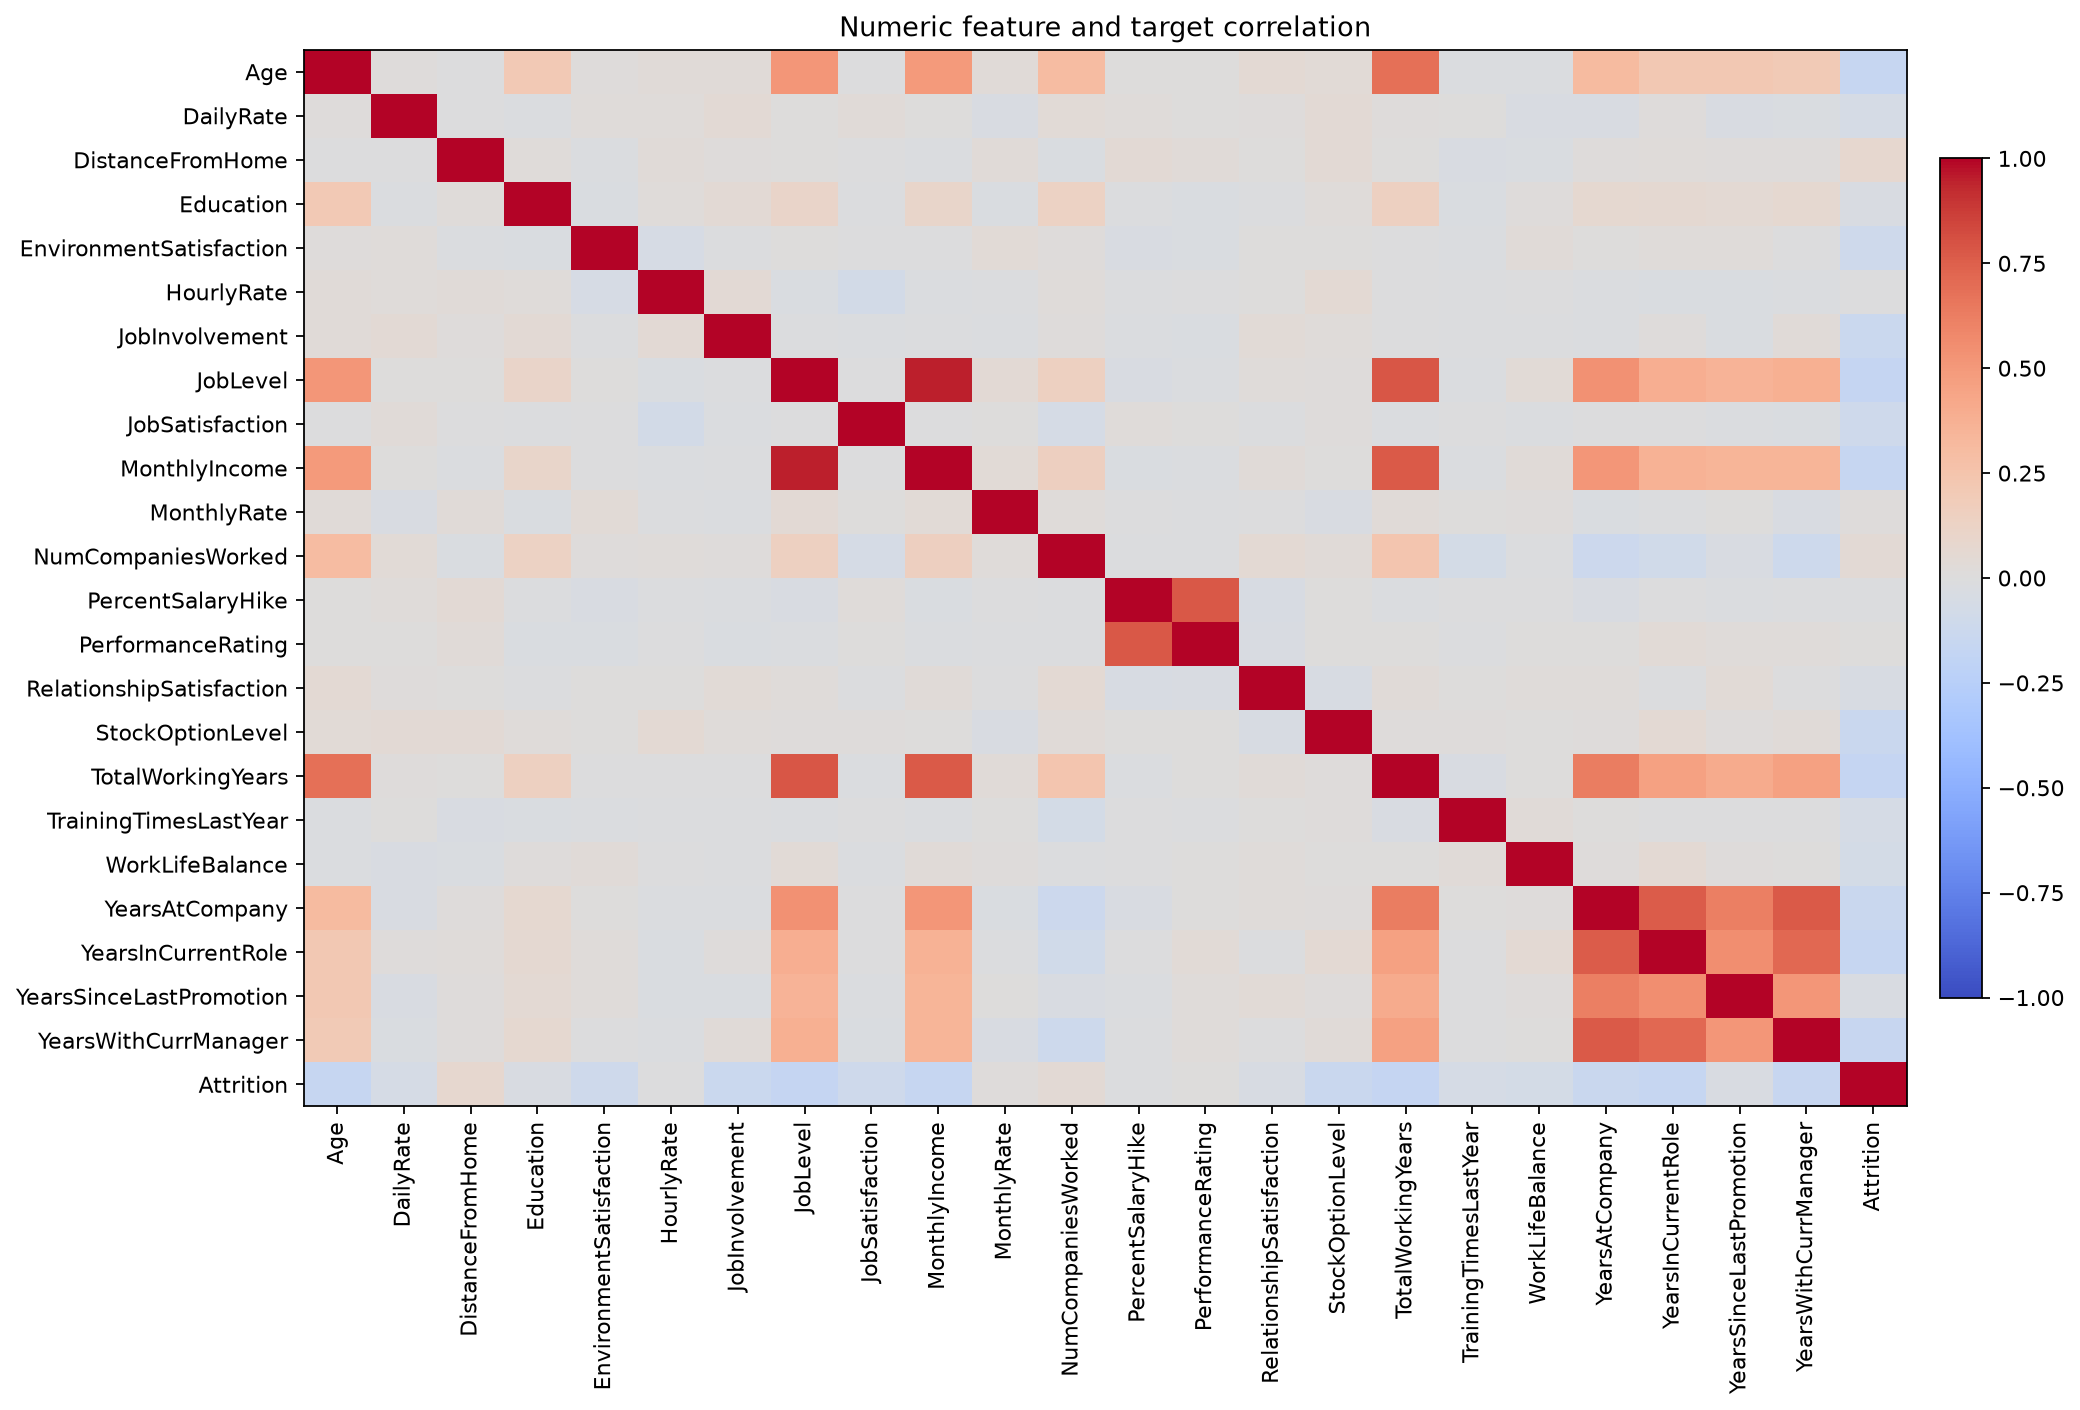 Numeric feature and target correlation
Age
DailyRate
DistanceFromHome
Education
EnvironmentSatisfaction
HourlyRate
JobInvolvement
JobLevel
JobSatisfaction
MonthlyIncome
MonthlyRate
NumCompaniesWorked
PercentSalaryHike
PerformanceRating
RelationshipSatisfaction
StockOptionLevel
TotalWorkingYears
TrainingTimesLastYear
WorkLifeBalance
YearsAtCompany
YearsInCurrentRole
YearsSinceLastPromotion
YearsWithCurrManager
Attrition
Age
DailyRate
DistanceFromHome
Education
EnvironmentSatisfaction
HourlyRate
JobInvolvement
JobLevel
JobSatisfaction
MonthlyIncome
MonthlyRate
NumCompaniesWorked
PercentSalaryHike
PerformanceRating
RelationshipSatisfaction
StockOptionLevel
TotalWorkingYears
TrainingTimesLastYear
WorkLifeBalance
YearsAtCompany
YearsInCurrentRole
YearsSinceLastPromotion
YearsWithCurrManager
Attrition
1.00
0.75
0.50
0.25
0.00
−0.25
−0.50
−0.75
−1.00